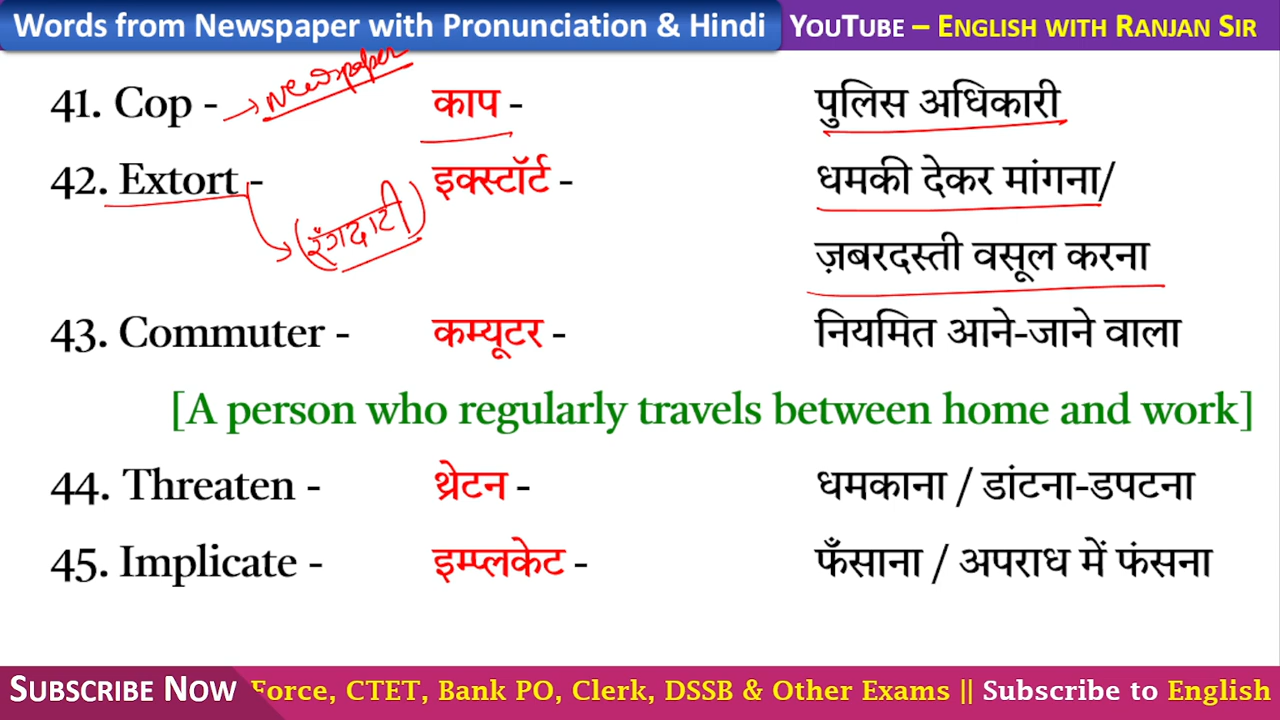 Words from Newspaper with Pronunciation & Hindi YouTube – English with Ranjan Sir
newspaper
41. Cop - काप - पुलिस अधिकारी
42. Extort - इक्स्टॉर्ट - धमकी देकर मांगना/
(रंगदारी)
ज़बरदस्ती वसूल करना
43. Commuter - कम्यूटर - नियमित आने-जाने वाला
[A person who regularly travels between home and work]
44. Threaten - थ्रेटन - धमकाना / डांटना-डपटना
45. Implicate - इम्प्लकेट - फँसाना / अपराध में फंसना
Subscribe Now Force, CTET, Bank PO, Clerk, DSSB & Other Exams || Subscribe to English